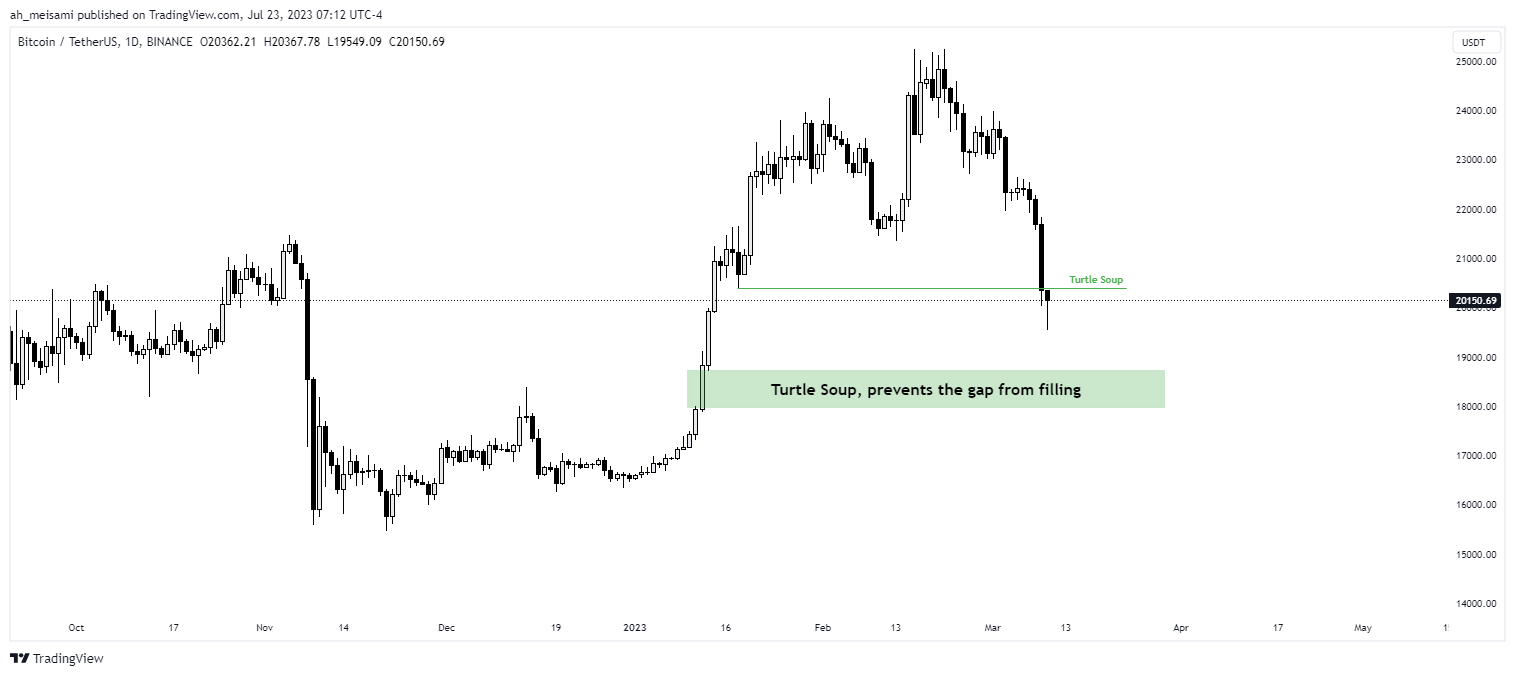 ah_meisami published on TradingView.com, Jul 23, 2023 07:12 UTC-4
Bitcoin / TetherUS, 1D, BINANCE O20362.21 H20367.78 L19549.09 C20150.69
USDT
25000.00
24000.00
23000.00
22000.00
21000.00
Turtle Soup
20150.69
20000.00
19000.00
Turtle Soup, prevents the gap from filling
18000.00
17000.00
16000.00
15000.00
14000.00
Oct 17 Nov 14 Dec 19 2023 16 Feb 13 Mar 13 Apr 17 May
TradingView